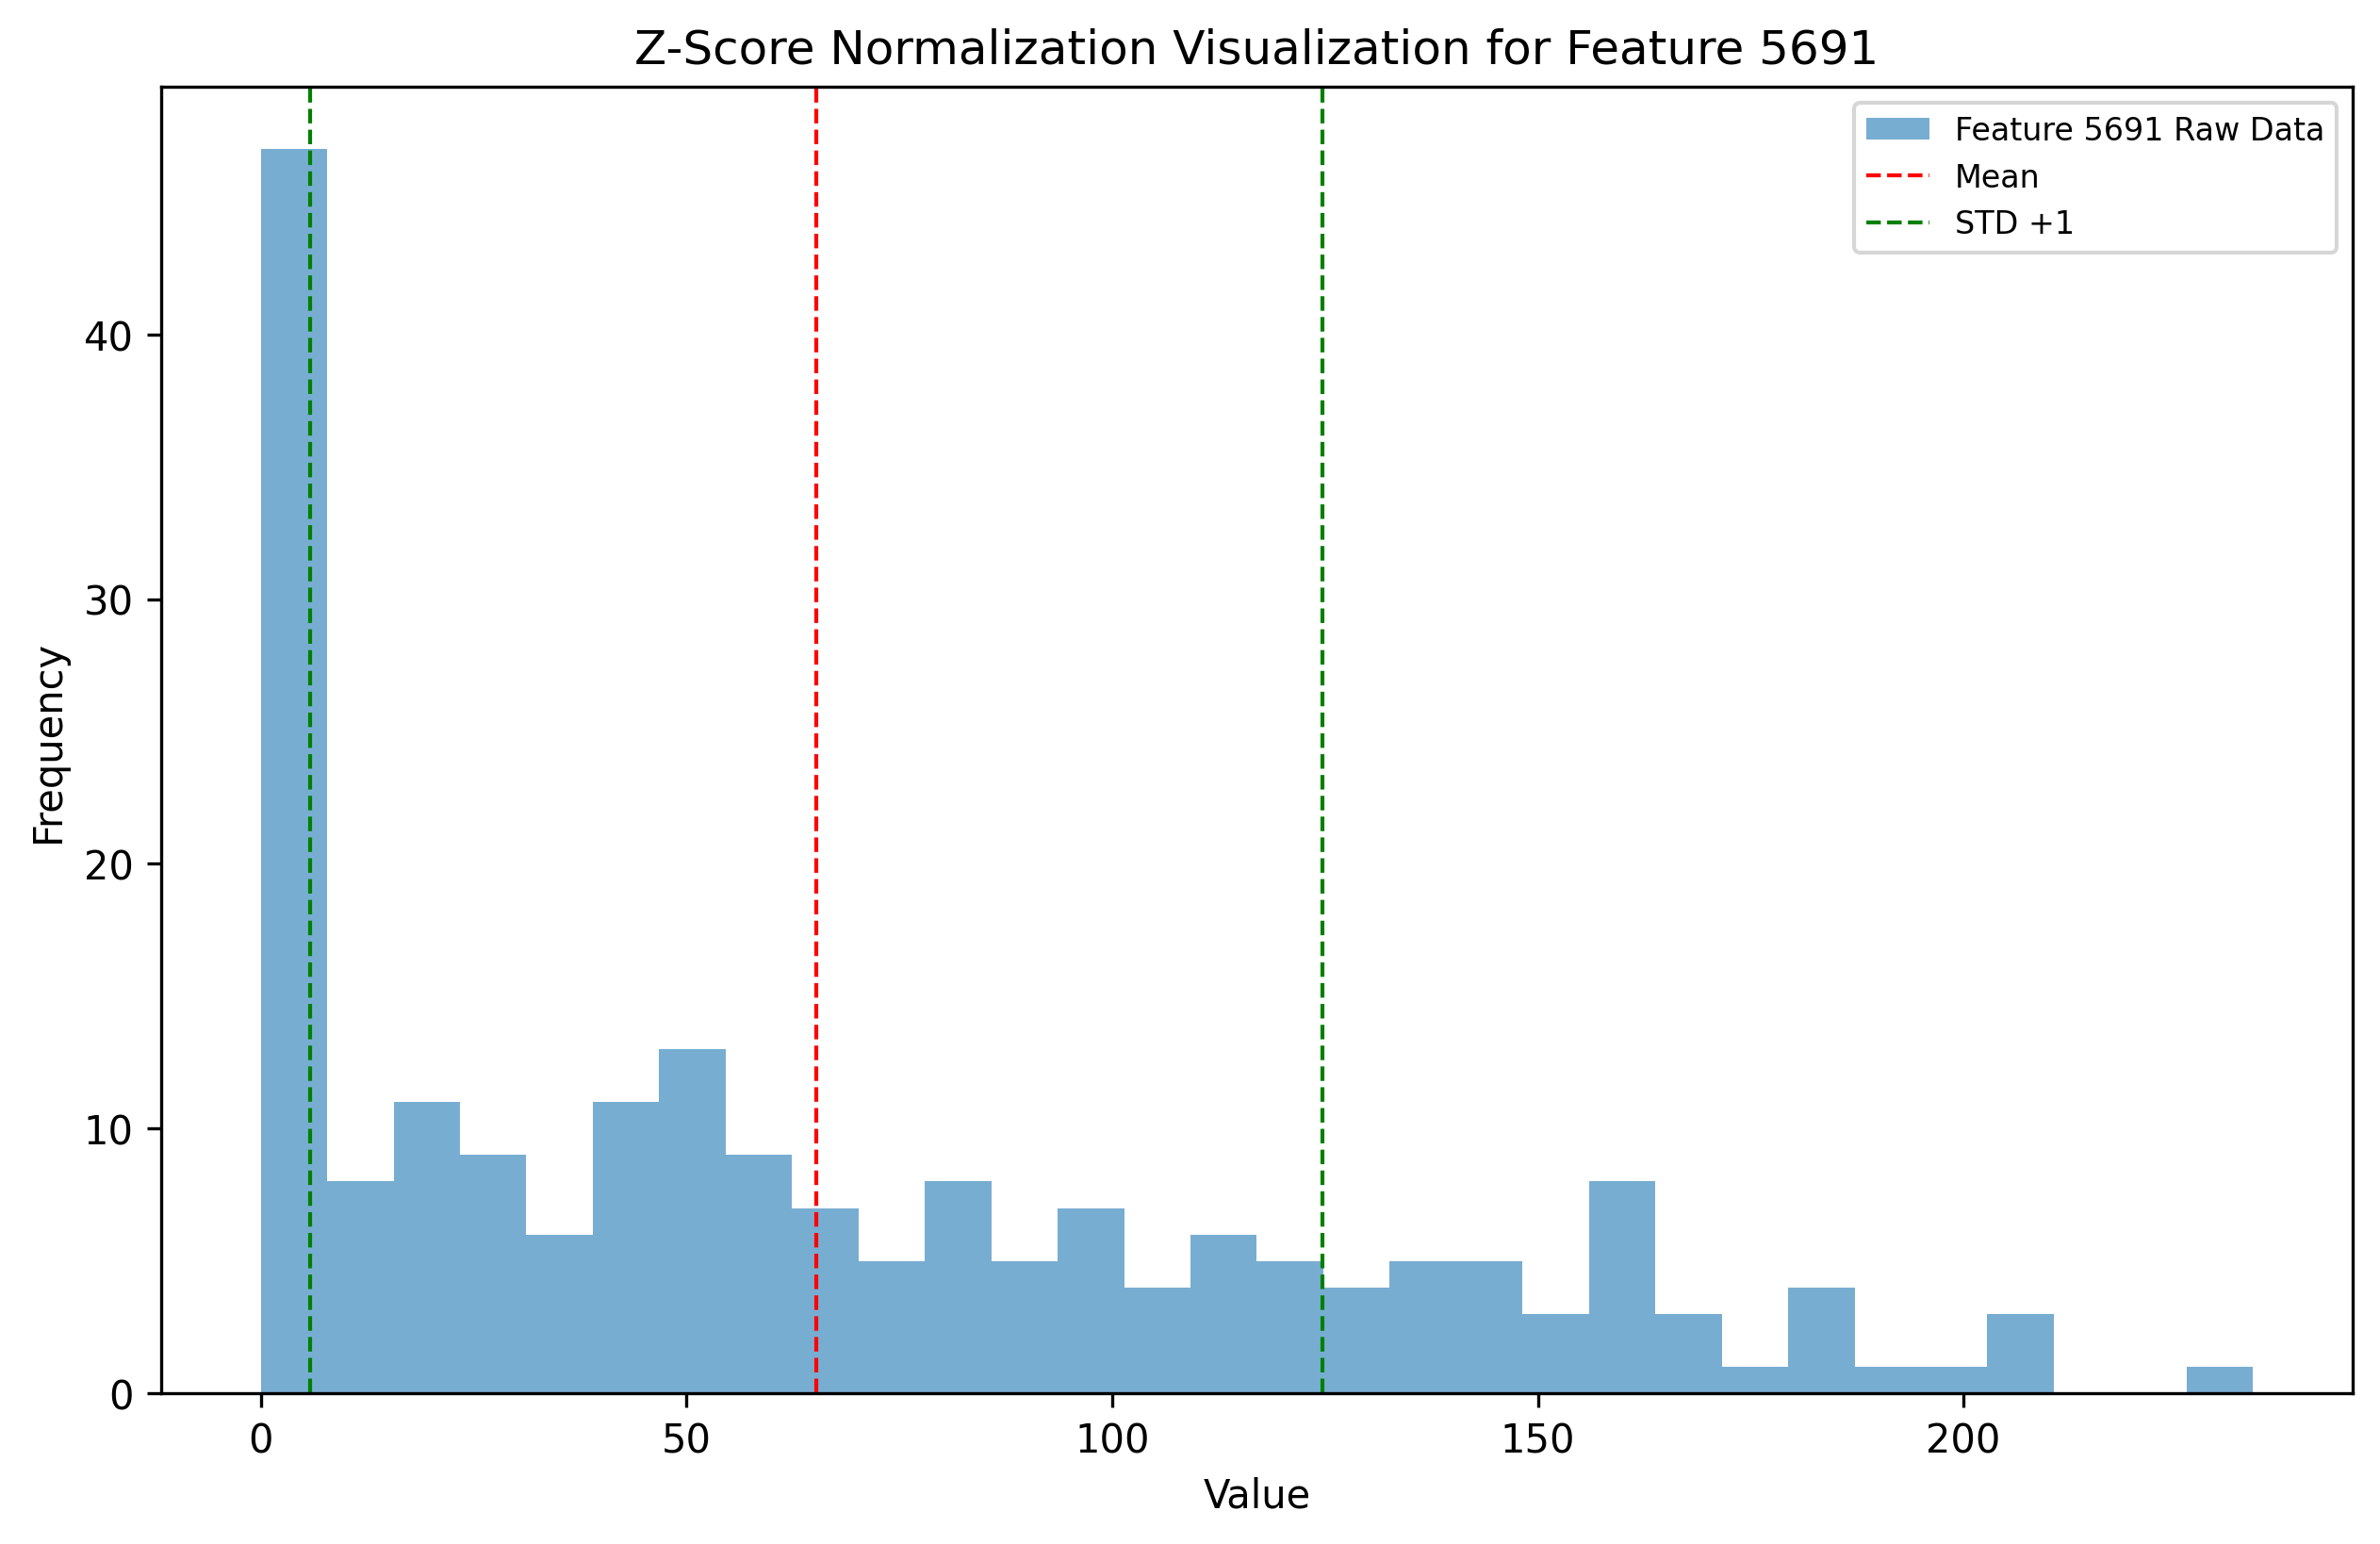 Z-Score Normalization Visualization for Feature 5691
Feature 5691 Raw Data
Mean
STD +1
Frequency
40
30
20
10
0
0 50 100 150 200
Value